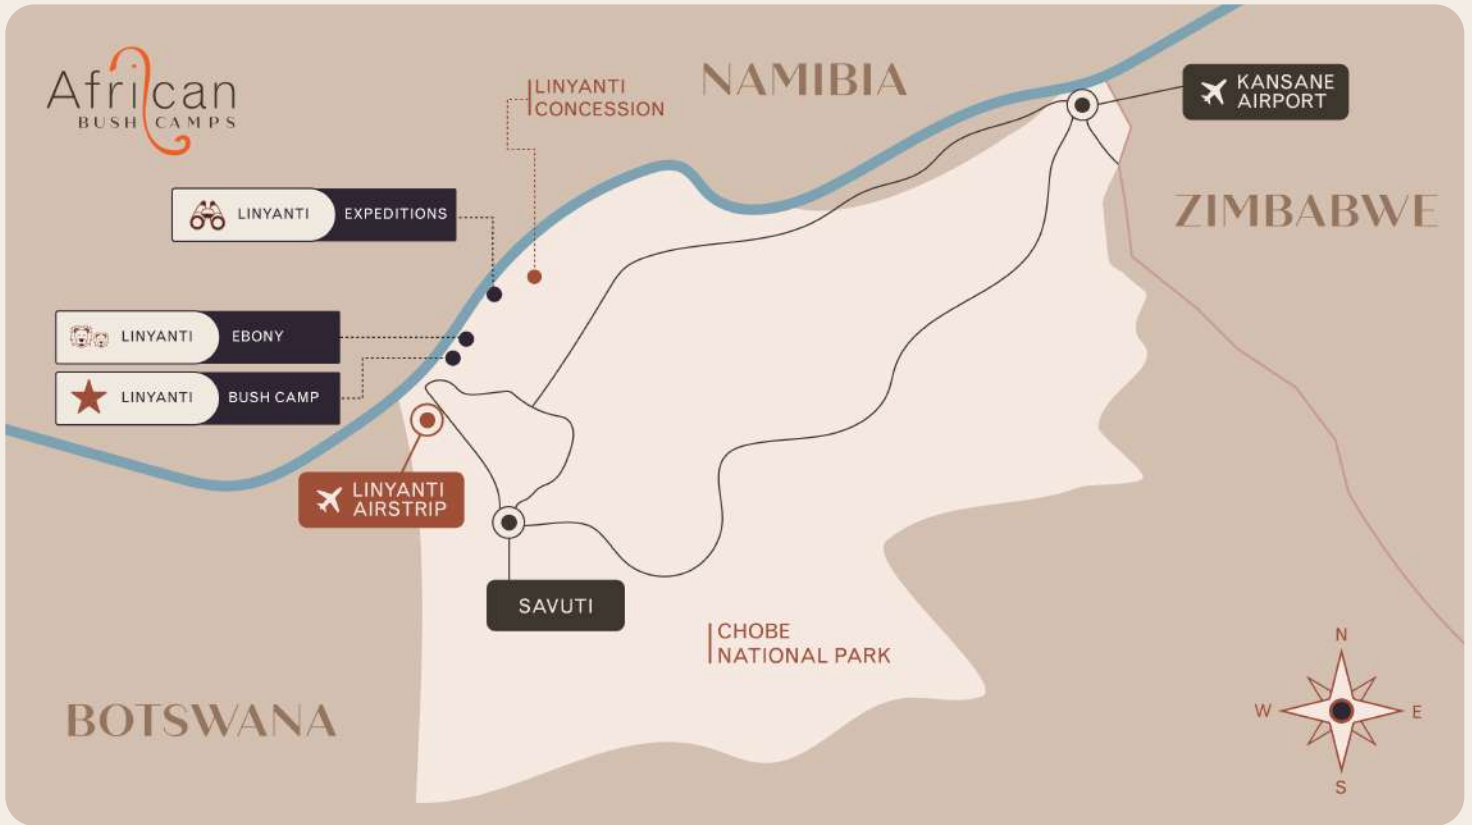 African
BUSH CAMPS
LINYANTI
CONCESSION
NAMIBIA
KANSANE
AIRPORT
ZIMBABWE
LINYANTI EXPEDITIONS
LINYANTI EBONY
LINYANTI BUSH CAMP
LINYANTI
AIRSTRIP
SAVUTI
CHOBE
NATIONAL PARK
BOTSWANA
N
W E
S